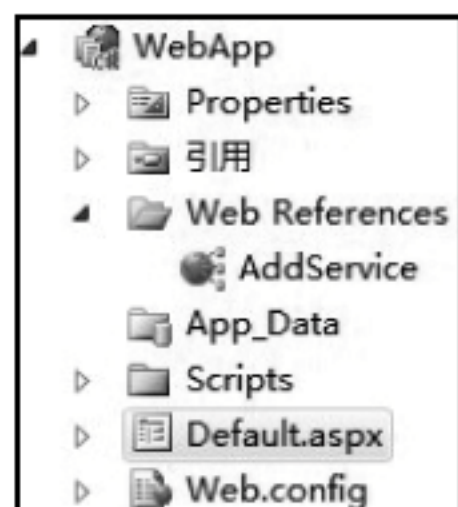 WebApp
Properties
引用
Web References
AddService
App_Data
Scripts
Default.aspx
Web.config